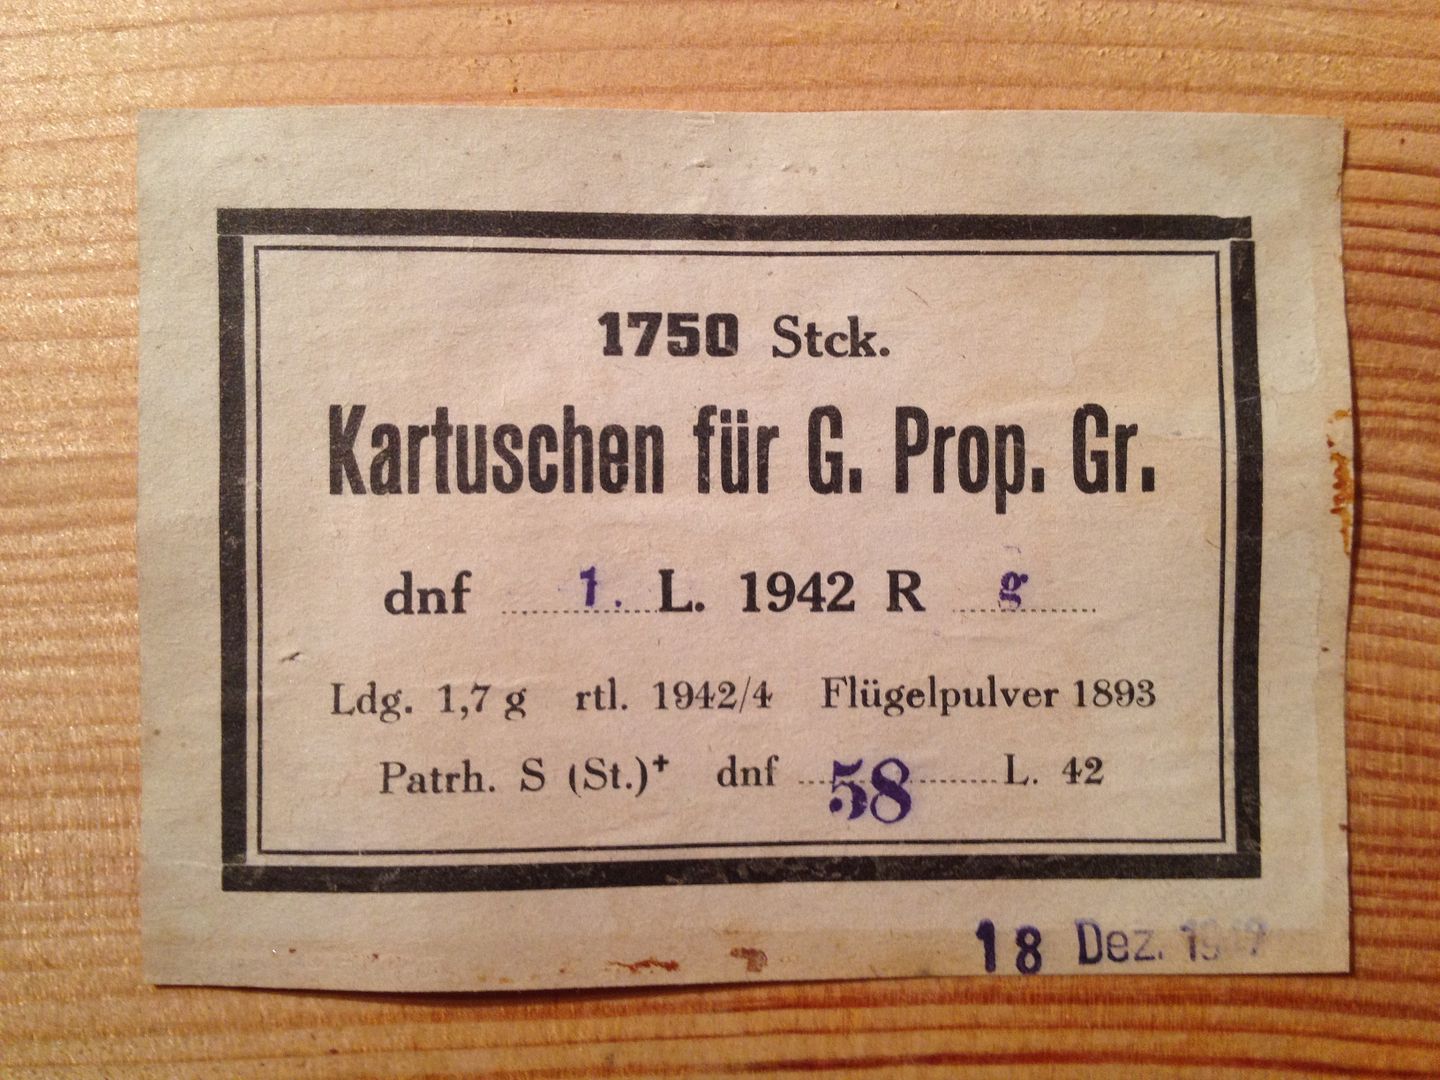 1750 Stck.
Kartuschen für G. Prop. Gr.
dnf 1. L. 1942 R g
Ldg. 1,7 g rtl. 1942/4 Flügelpulver 1893
Patrh. S (St.)+ dnf 58 L. 42
18 Dez.